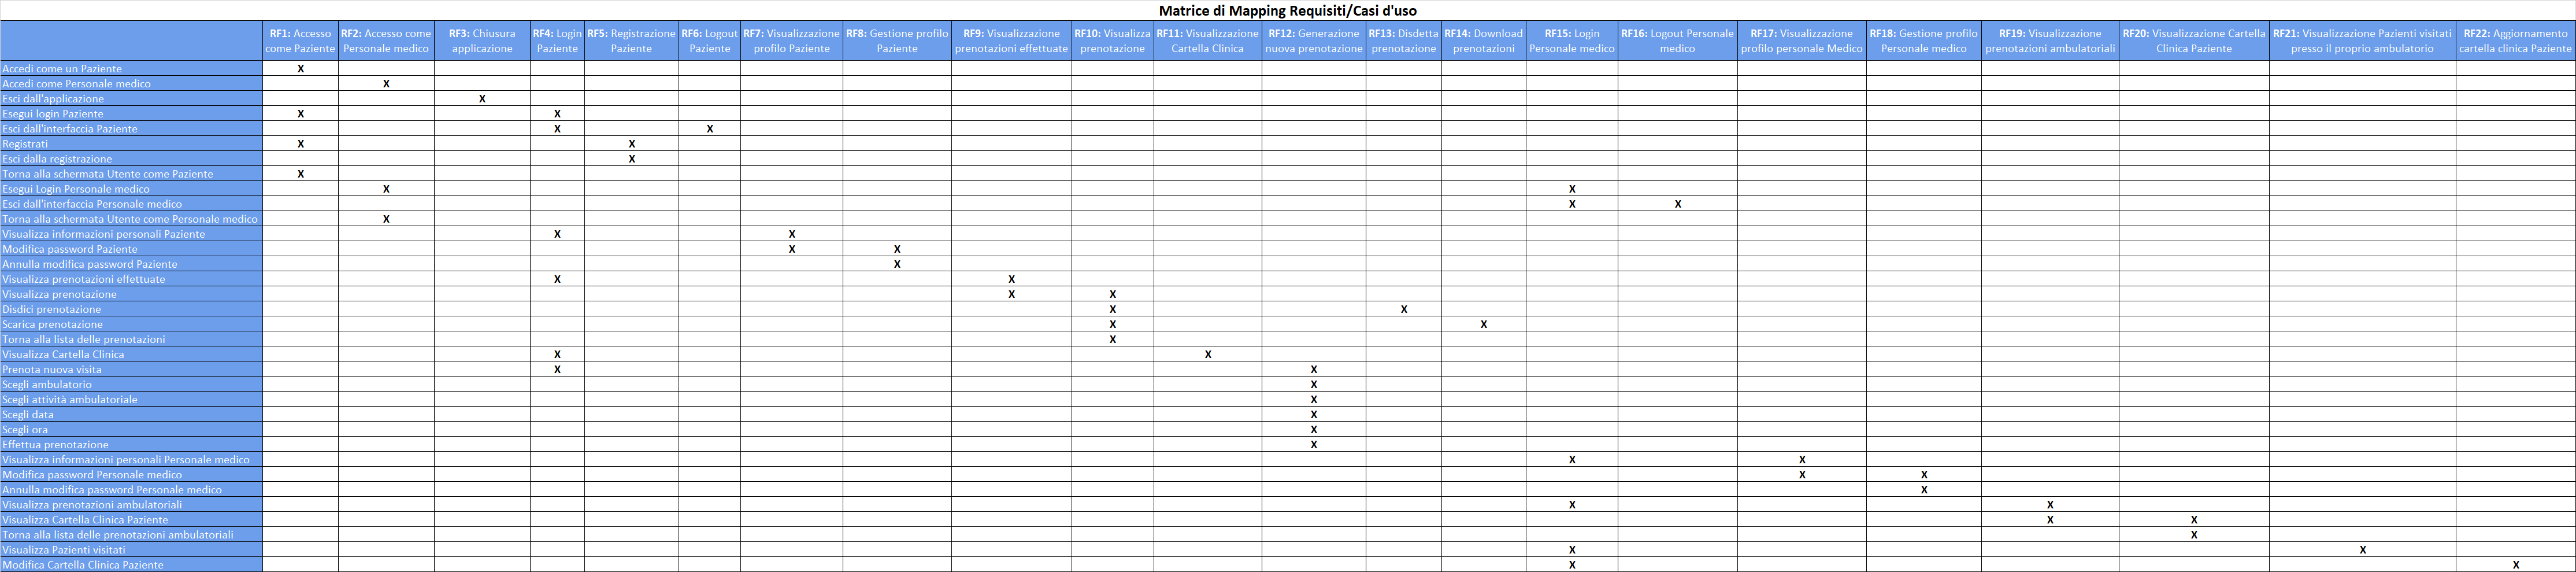 Matrice di Mapping Requisiti/Casi d'uso
RF1: Accesso come Paziente
RF2: Accesso come Personale medico
RF3: Chiusura applicazione
RF4: Login Paziente
RF5: Registrazione Paziente
RF6: Logout Paziente
RF7: Visualizzazione profilo Paziente
RF8: Gestione profilo Paziente
RF9: Visualizzazione prenotazioni effettuate
RF10: Visualizza prenotazione
RF11: Visualizzazione Cartella Clinica
RF12: Generazione nuova prenotazione
RF13: Disdetta prenotazione
RF14: Download prenotazioni
RF15: Login Personale medico
RF16: Logout Personale medico
RF17: Visualizzazione profilo personale Medico
RF18: Gestione profilo Personale medico
RF19: Visualizzazione prenotazioni ambulatoriali
RF20: Visualizzazione Cartella Clinica Paziente
RF21: Visualizzazione Pazienti visitati presso il proprio ambulatorio
RF22: Aggiornamento cartella clinica Paziente
Accedi come un Paziente X
Accedi come Personale medico X
Esci dall'applicazione X
Esegui login Paziente X X
Esci dall'interfaccia Paziente X X
Registrati X X
Esci dalla registrazione X
Torna alla schermata Utente come Paziente X
Esegui Login Personale medico X X
Esci dall'interfaccia Personale medico X X
Torna alla schermata Utente come Personale medico X
Visualizza informazioni personali Paziente X X
Modifica password Paziente X X
Annulla modifica password Paziente X
Visualizza prenotazioni effettuate X X
Visualizza prenotazione X X
Disdici prenotazione X X
Scarica prenotazione X X
Torna alla lista delle prenotazioni X
Visualizza Cartella Clinica X X
Prenota nuova visita X X
Scegli ambulatorio X
Scegli attività ambulatoriale X
Scegli data X
Scegli ora X
Effettua prenotazione X
Visualizza informazioni personali Personale medico X X
Modifica password Personale medico X X
Annulla modifica password Personale medico X
Visualizza prenotazioni ambulatoriali X X
Visualizza Cartella Clinica Paziente X X
Torna alla lista delle prenotazioni ambulatoriali X
Visualizza Pazienti visitati X X
Modifica Cartella Clinica Paziente X X